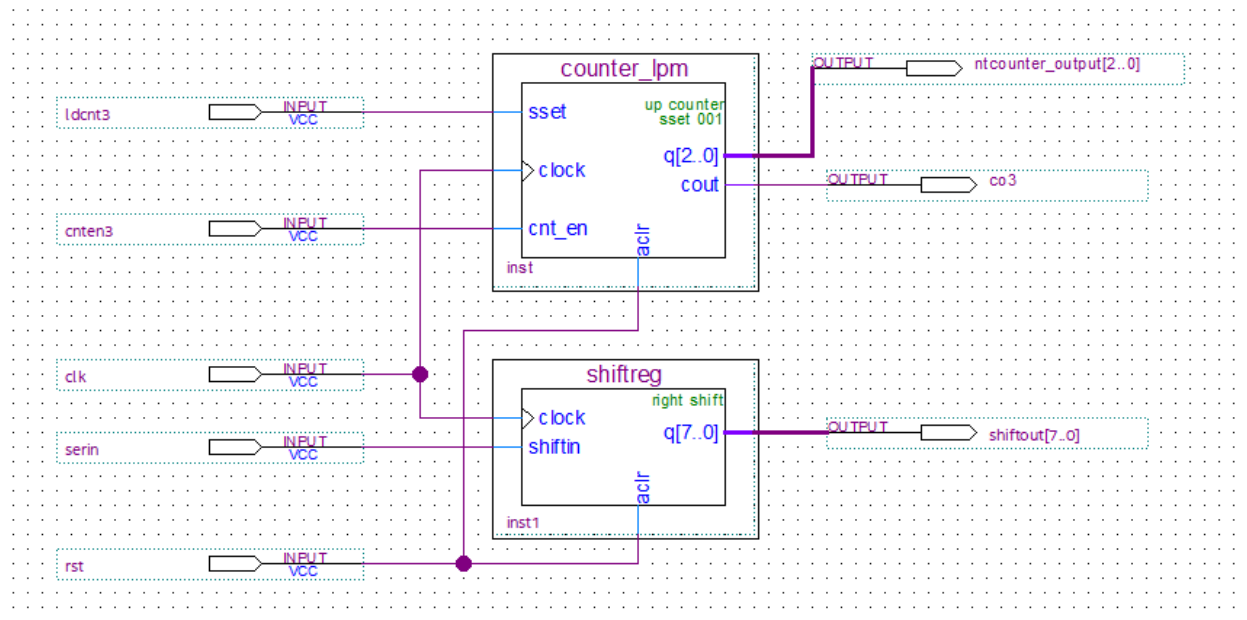 counter_lpm
OUTPUT
ntcounter_output[2..0]
ldcnt3
INPUT
VCC
sset
up counter
sset 001
q[2..0]
clock
cout
OUTPUT
co3
cnten3
INPUT
VCC
cnt_en
aclr
inst
clk
INPUT
VCC
shiftreg
right shift
clock
q[7..0]
OUTPUT
shiftout[7..0]
serin
INPUT
VCC
shiftin
aclr
inst1
rst
INPUT
VCC